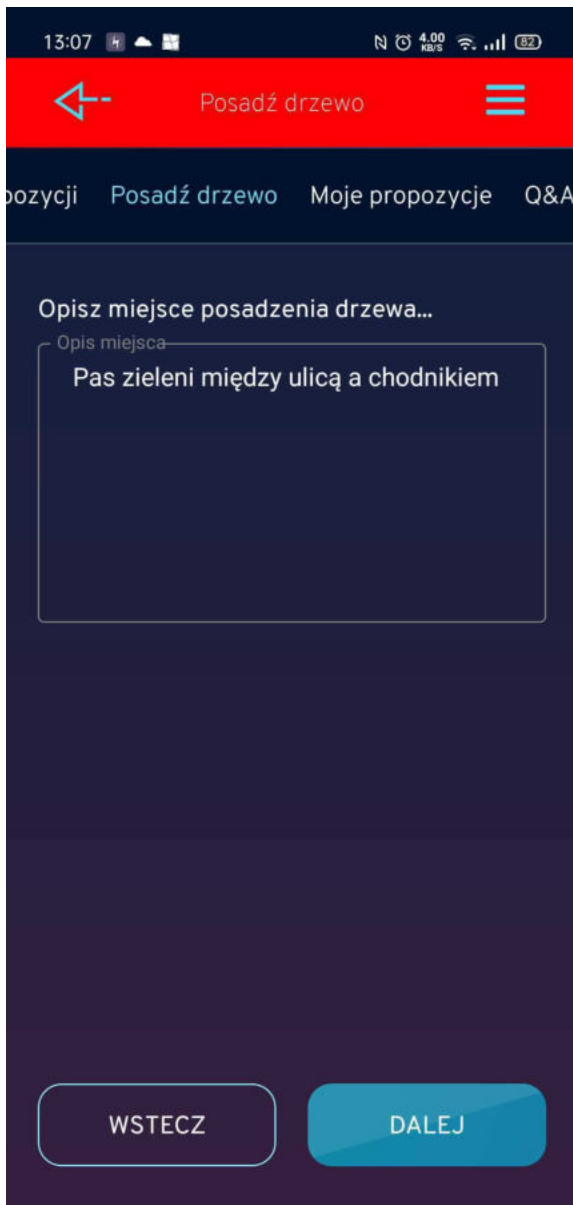 13:07
4.00
KB/S
82
Posadź drzewo
pozycji Posadź drzewo Moje propozycje Q&A
Opisz miejsce posadzenia drzewa...
Opis miejsca
Pas zieleni między ulicą a chodnikiem
WSTECZ
DALEJ